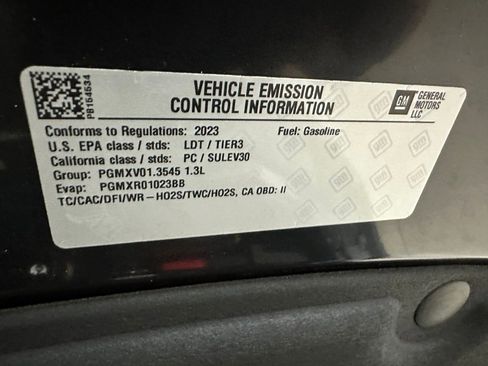 PB154534
VEHICLE EMISSION
CONTROL INFORMATION
GM
GENERAL
MOTORS
LLC
Conforms to Regulations: 2023 Fuel: Gasoline
U.S. EPA class / stds: LDT / TIER3
California class / stds: PC / SULEV30
Group: PGMXV01.3545 1.3L
Evap: PGMXR01023BB
TC/CAC/DFI/WR-HO2S/TWC/HO2S, CA OBD: II